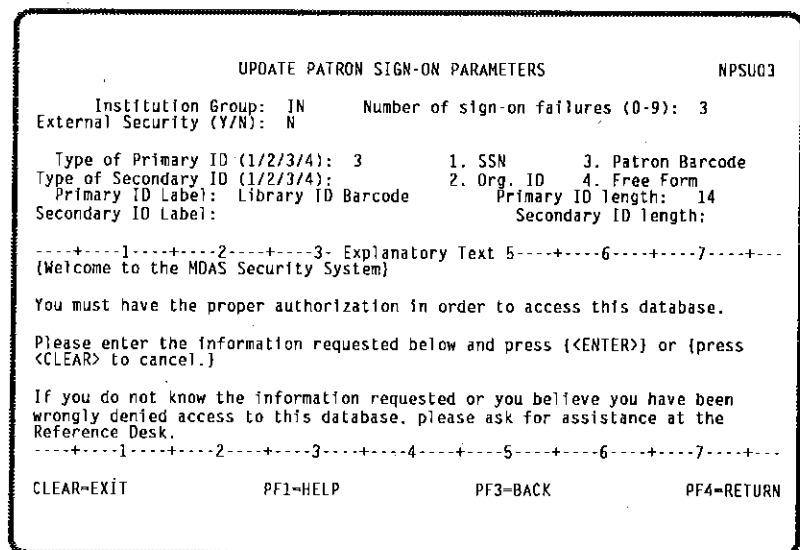 UPDATE PATRON SIGN-ON PARAMETERS NPSU03
Institution Group: IN Number of sign-on failures (0-9): 3
External Security (Y/N): N
Type of Primary ID (1/2/3/4): 3 1. SSN 3. Patron Barcode
Type of Secondary ID (1/2/3/4): 2. Org. ID 4. Free Form
Primary ID Label: Library ID Barcode Primary ID length: 14
Secondary ID Label: Secondary ID length:
----+----1----+----2----+----3- Explanatory Text 5----+----6----+----7----+---
{Welcome to the MDAS Security System}
You must have the proper authorization in order to access this database.
Please enter the information requested below and press {<ENTER>} or {press
<CLEAR> to cancel.}
If you do not know the information requested or you believe you have been
wrongly denied access to this database, please ask for assistance at the
Reference Desk.
----+----1----+----2----+----3----+----4----+----5----+----6----+----7----+---
CLEAR=EXIT PF1=HELP PF3=BACK PF4=RETURN